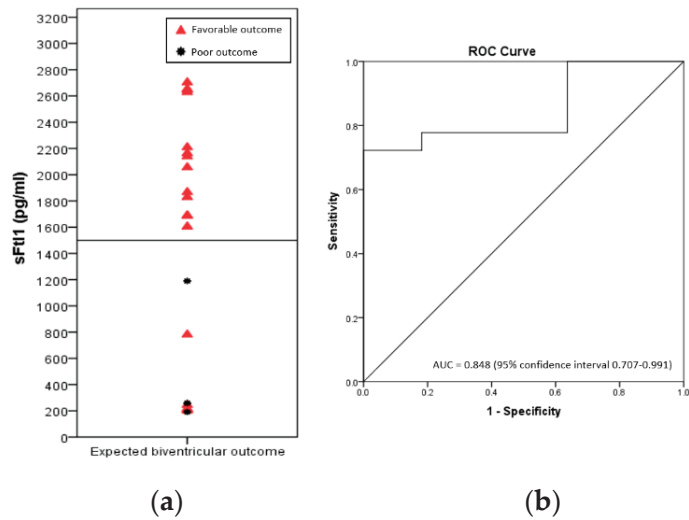 Favorable outcome
Poor outcome
3200
3000
2800
2600
2400
2200
2000
1800
1600
1400
1200
1000
800
600
400
200
0
sFtl1 (pg/ml)
Expected biventricular outcome
(a)
ROC Curve
1.0
0.8
0.6
0.4
0.2
0.0
Sensitivity
AUC = 0.848 (95% confidence interval 0.707-0.991)
0.0 0.2 0.4 0.6 0.8 1.0
1 - Specificity
(b)